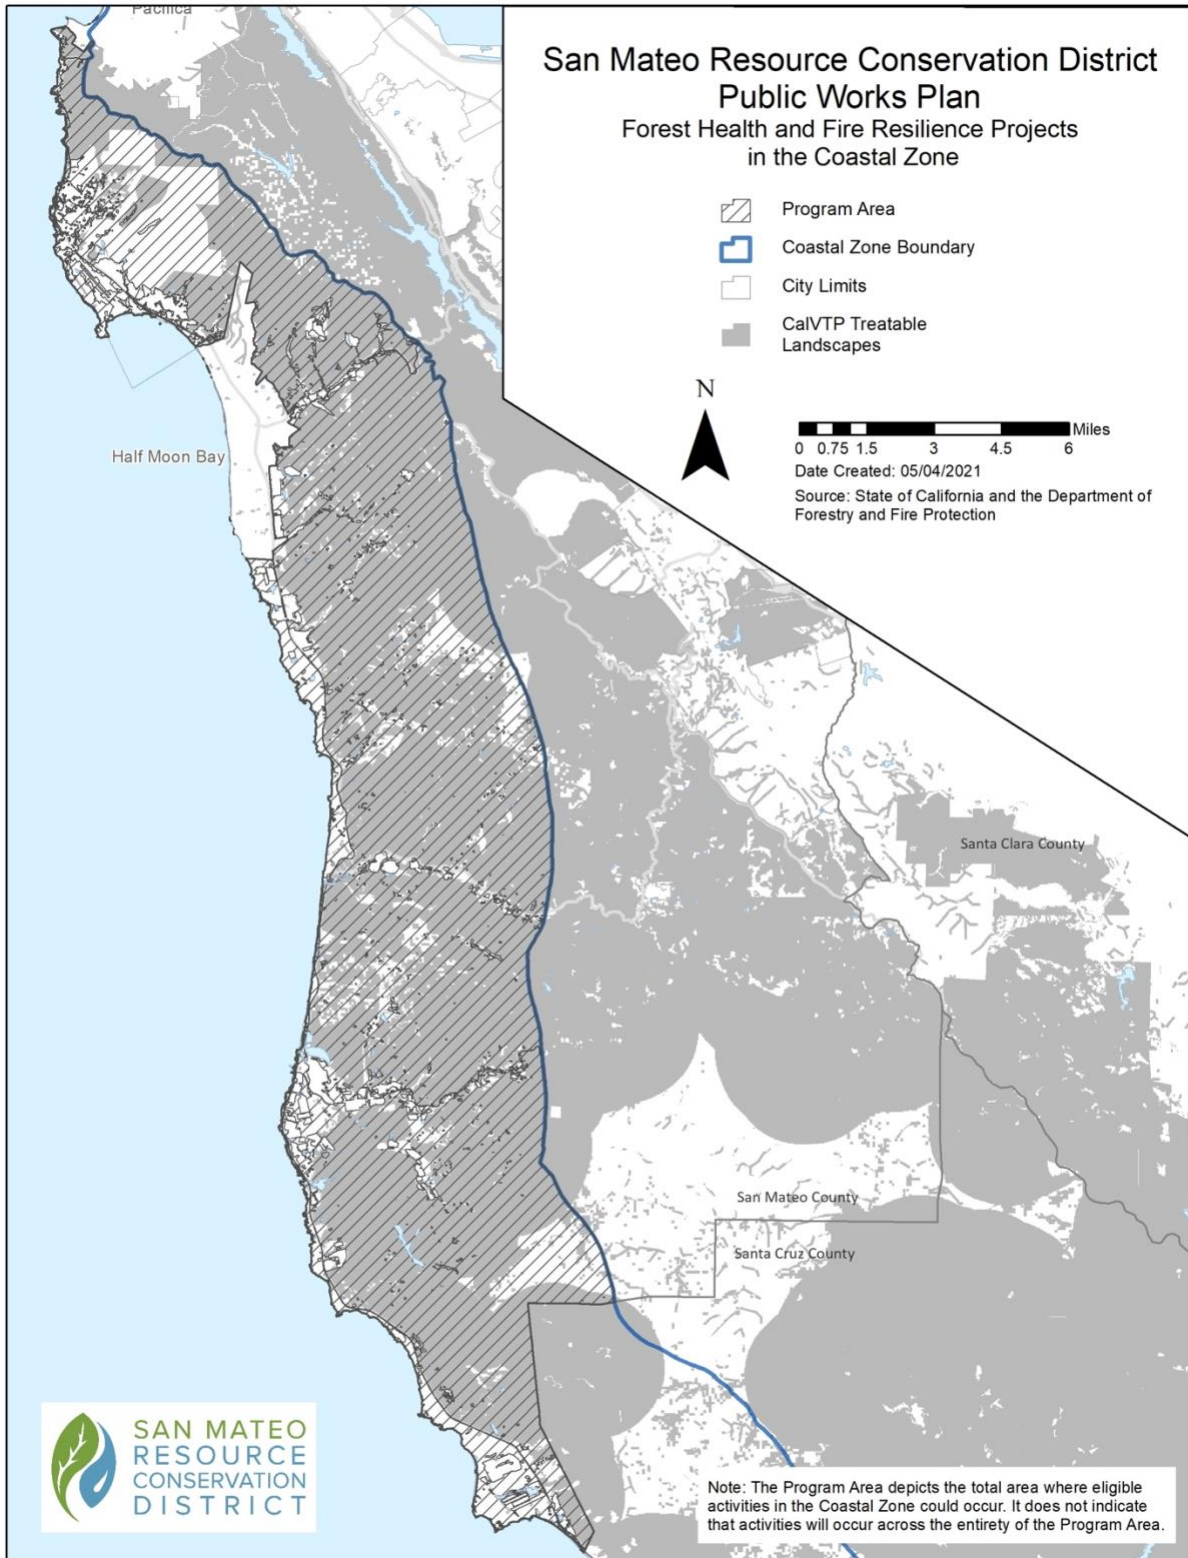 Pacifica
San Mateo Resource Conservation District
Public Works Plan
Forest Health and Fire Resilience Projects
in the Coastal Zone
Program Area
Coastal Zone Boundary
City Limits
CalVTP Treatable
Landscapes
N
Miles
0 0.75 1.5 3 4.5 6
Date Created: 05/04/2021
Source: State of California and the Department of
Forestry and Fire Protection
Half Moon Bay
Santa Clara County
San Mateo County
Santa Cruz County
SAN MATEO
RESOURCE
CONSERVATION
DISTRICT
Note: The Program Area depicts the total area where eligible
activities in the Coastal Zone could occur. It does not indicate
that activities will occur across the entirety of the Program Area.